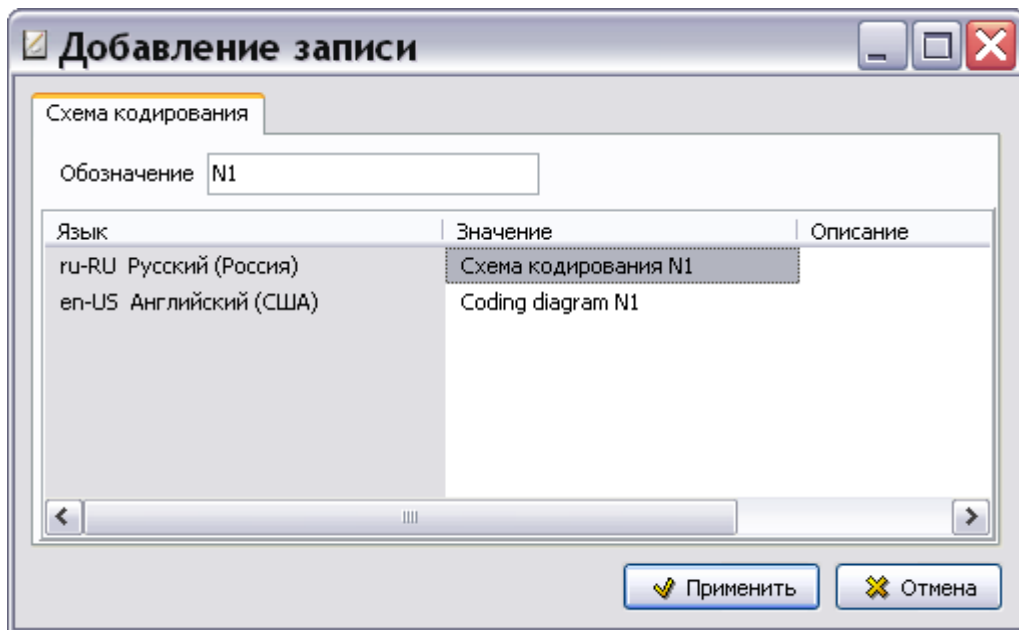 Добавление записи
Схема кодирования
Обозначение N1
Язык Значение Описание
ru-RU Русский (Россия) Схема кодирования N1
en-US Английский (США) Coding diagram N1
Применить Отмена